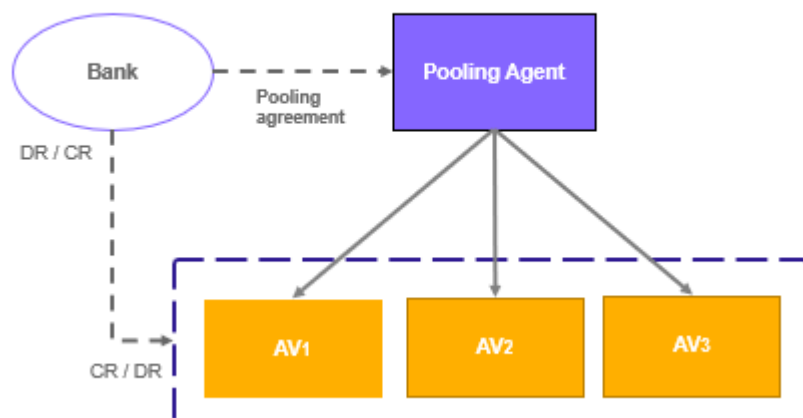 Bank
Pooling Agent
Pooling
agreement
DR / CR
AV1
AV2
AV3
CR / DR